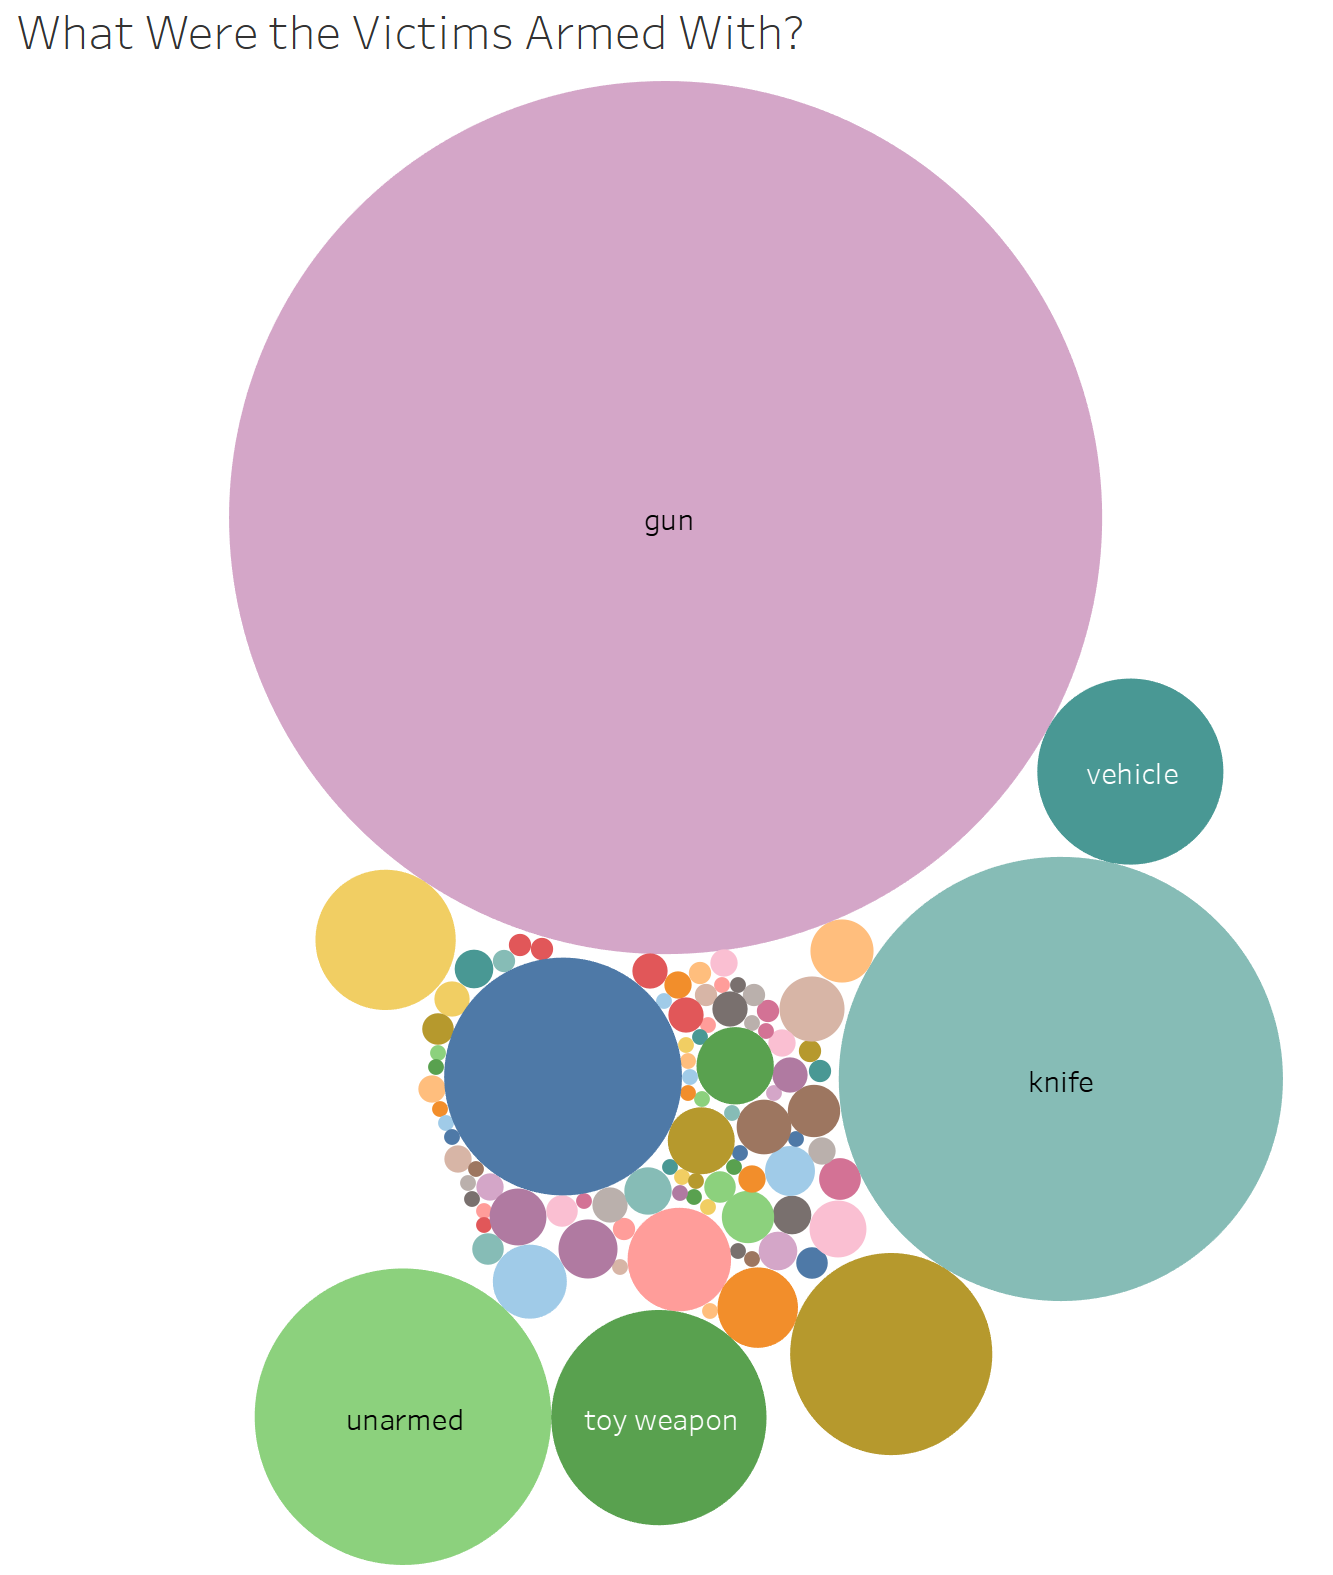 What Were the Victims Armed With?
gun
vehicle
knife
unarmed
toy weapon